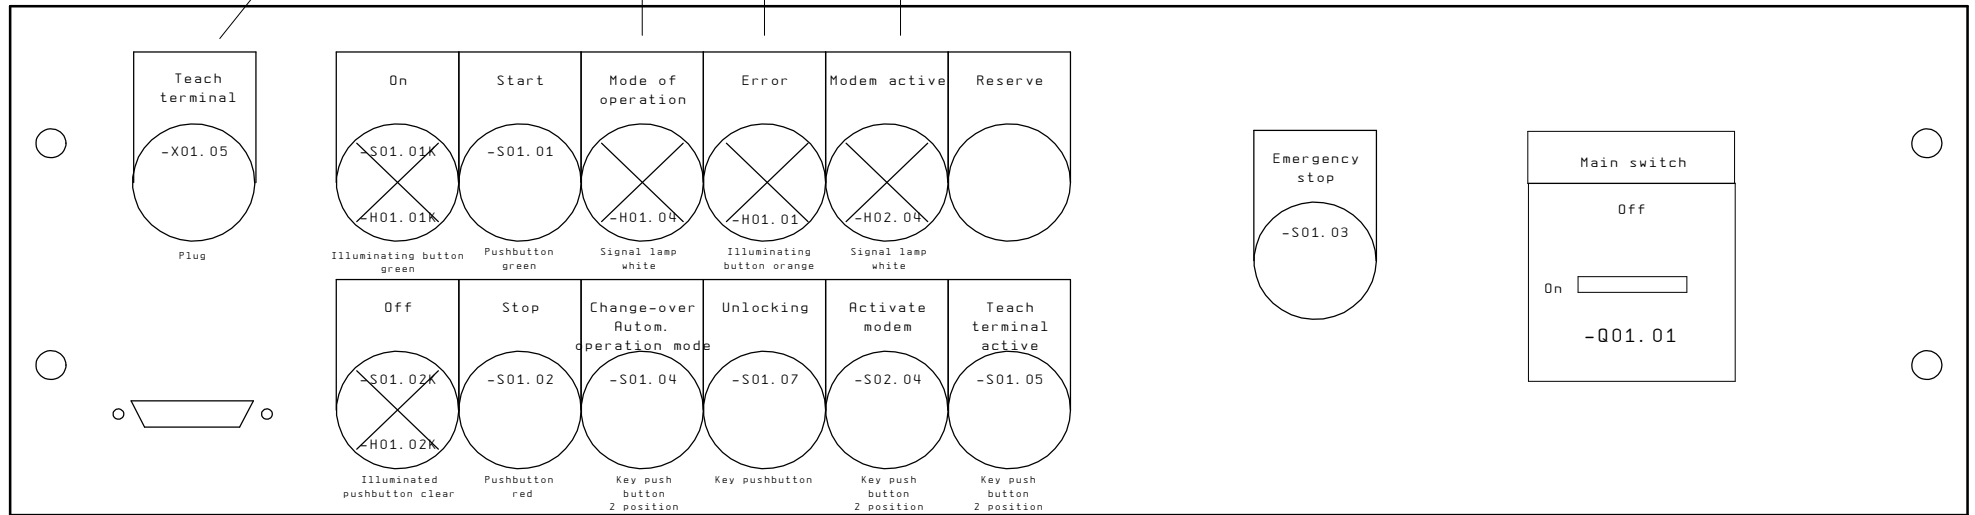 Teach
terminal
-X01.05
Plug
On
-S01.01K
-H01.01K
Illuminating button
green
Start
-S01.01
Pushbutton
green
Mode of
operation
-H01.04
Signal lamp
white
Error
-H01.01
Illuminating
button orange
Modem active
-H02.04
Signal lamp
white
Reserve
Off
-S01.02K
-H01.02K
Illuminated
pushbutton clear
Stop
-S01.02
Pushbutton
red
Change-over
Autom.
operation mode
-S01.04
Key push
button
2 position
Unlocking
-S01.07
Key pushbutton
Activate
modem
-S02.04
Key push
button
2 position
Teach
terminal
active
-S01.05
Key push
button
2 position
Emergency
stop
-S01.03
Main switch
Off
On
-Q01.01